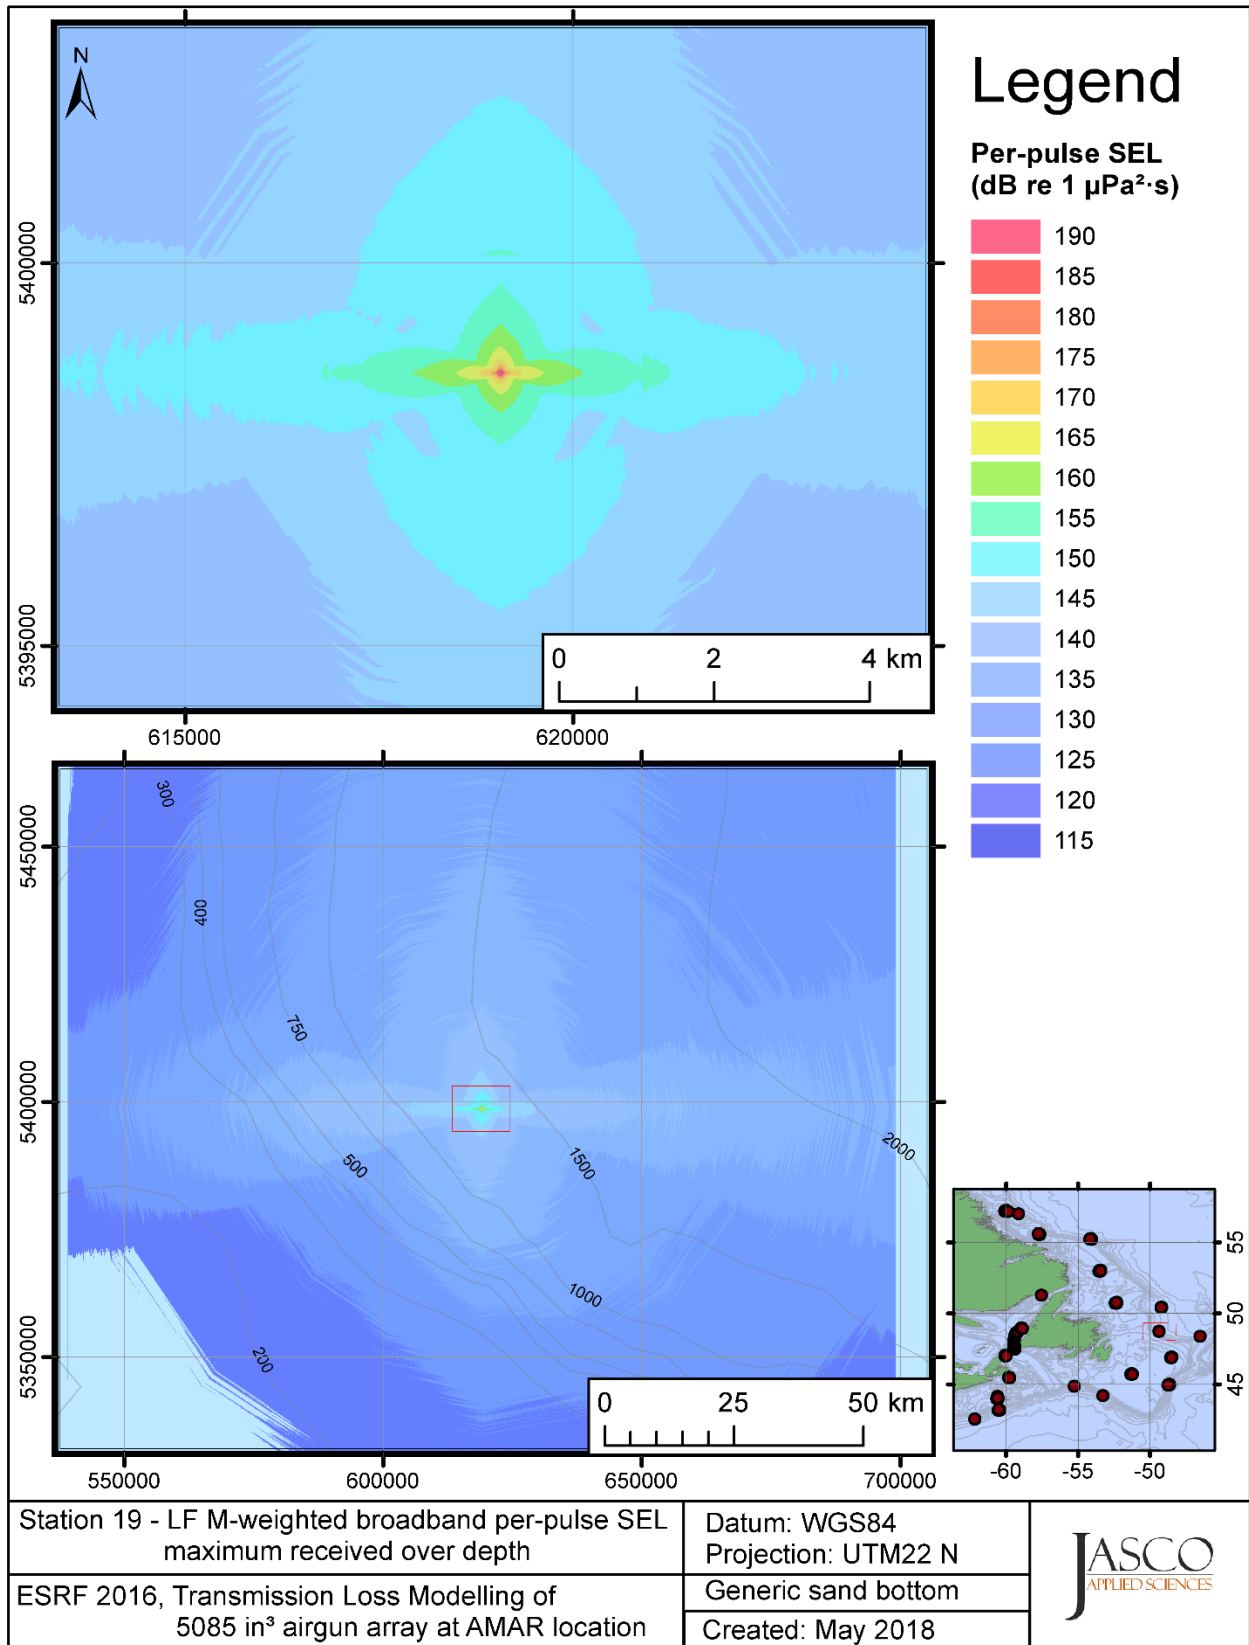 N
5400000
5395000
0 2 4 km
615000 620000
Legend
Per-pulse SEL
(dB re 1 µPa²·s)
190
185
180
175
170
165
160
155
150
145
140
135
130
125
120
115
5450000
5400000
5350000
300
400
750
500
1500
2000
1000
200
0 25 50 km
550000 600000 650000 700000
55
50
45
-60 -55 -50
Station 19 - LF M-weighted broadband per-pulse SEL
maximum received over depth
ESRF 2016, Transmission Loss Modelling of
5085 in³ airgun array at AMAR location
Datum: WGS84
Projection: UTM22 N
Generic sand bottom
Created: May 2018
JASCO
APPLIED SCIENCES